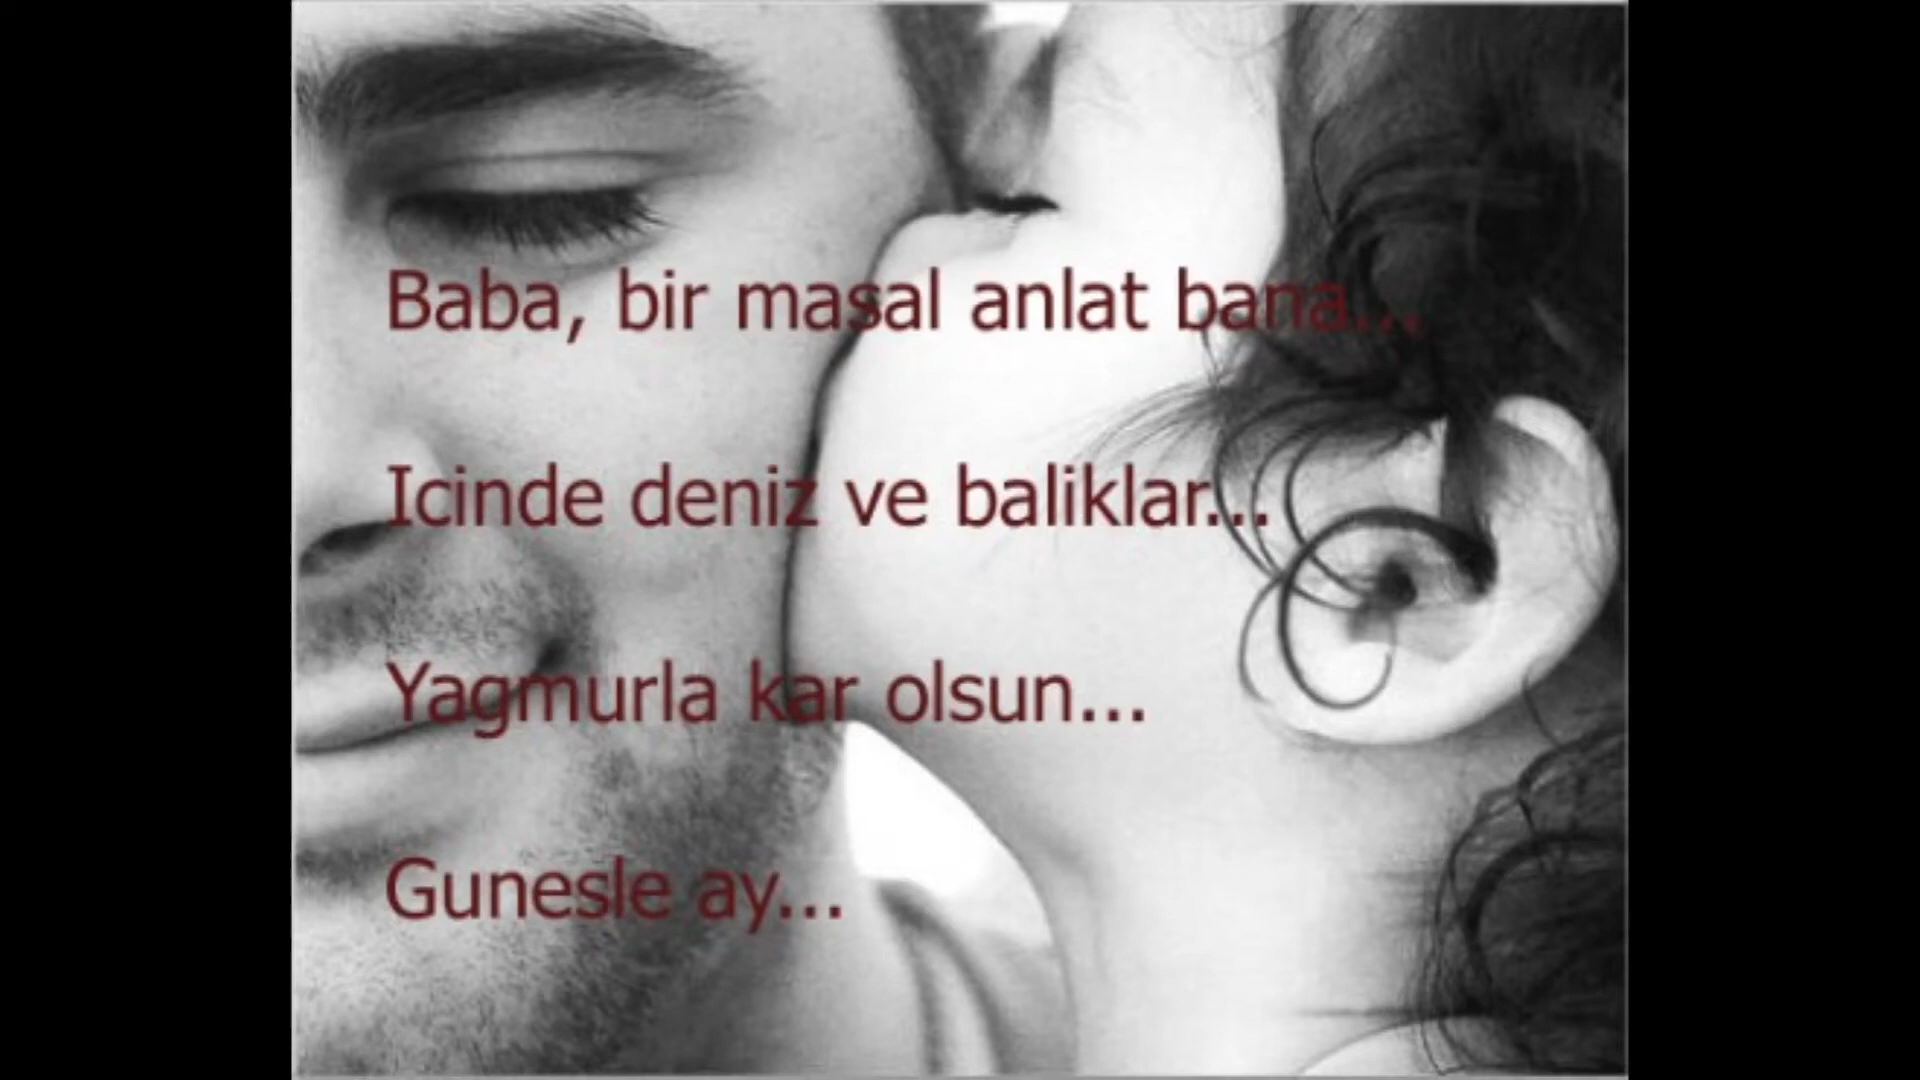 Baba, bir masal anlat bana...
Icinde deniz ve baliklar...
Yagmurla kar olsun...
Gunesle ay...